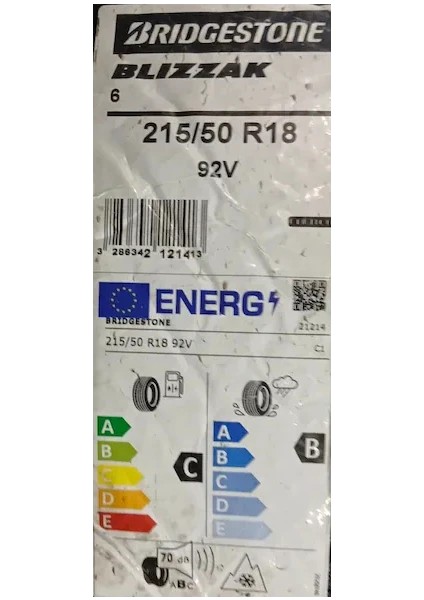 BRIDGESTONE
BLIZZAK
6
215/50 R18
92V
3 286342 121413
ENERG
BRIDGESTONE
21214
215/50 R18 92V
C1
A
B
C
D
E
C
A
B
C
D
E
B
70 dB
ABC